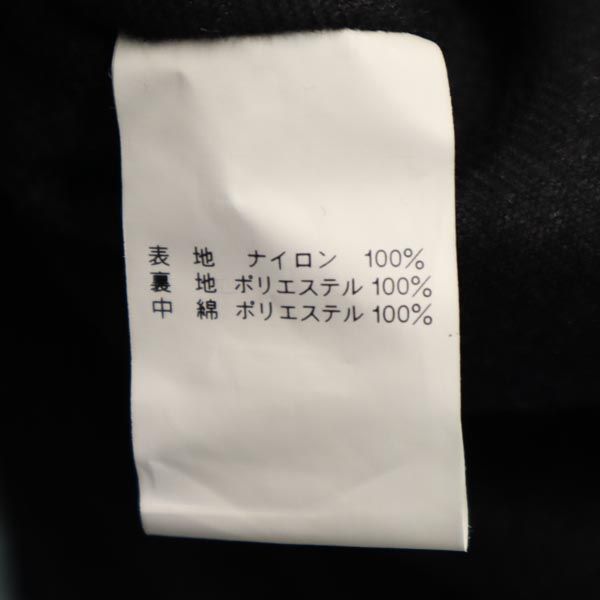 表地 ナイロン 100%
裏地 ポリエステル 100%
中綿 ポリエステル 100%